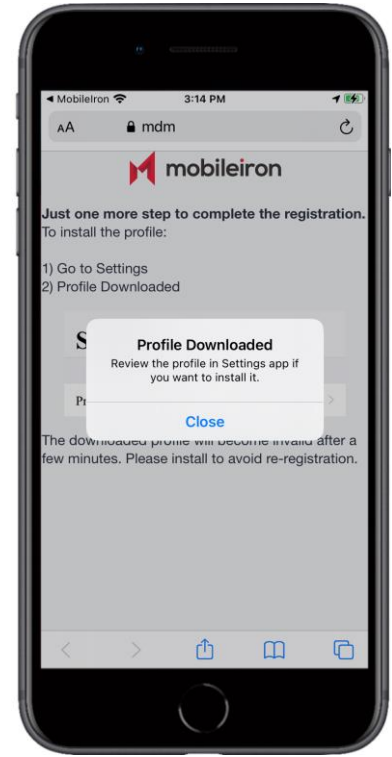 MobileIron
3:14 PM
AA
mdm
mobileiron
Just one more step to complete the registration.
To install the profile:
1) Go to Settings
2) Profile Downloaded
S
Profile Downloaded
Review the profile in Settings app if
you want to install it.
Pr
Close
The downloaded profile will become invalid after a
few minutes. Please install to avoid re-registration.